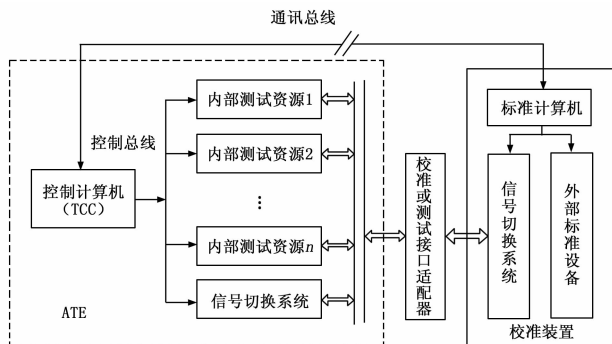 通讯总线
控制总线
控制计算机
（TCC）
内部测试资源1
内部测试资源2
⋮
内部测试资源n
信号切换系统
ATE
校准或测试接口适配器
标准计算机
信号切换系统
外部标准设备
校准装置